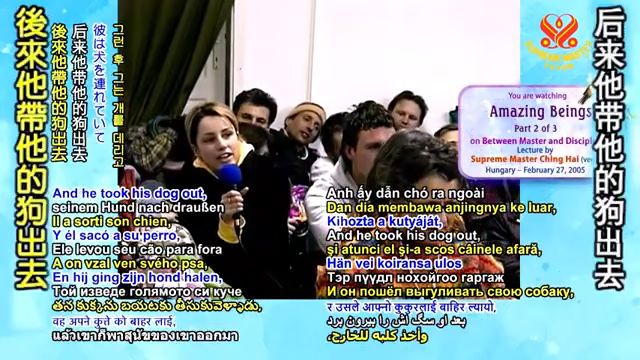 後來他帶他的狗出去
後來他帶他的狗出去
后来他带他的狗出去
彼は犬を連れていて
그런 후 그는 개를 데리고
SUPREME MASTER
You are watching
Amazing Beings
Part 2 of 3
on Between Master and Discipl
Lecture by
Supreme Master Ching Hai (ve
Hungary – February 27, 2005
后来他带他的狗出去
And he took his dog out,
seinem Hund nach draußen
Il a sorti son chien,
Y él sacó a su perro,
Ele levou seu cão para fora
A on vzal ven svého psa,
En hij ging zijn hond halen,
Той изведе голямото си куче
తన కుక్కను బయటకు తీసుకువెళ్ళాడు,
वह अपने कुत्ते को बाहर लाई,
แล้วเขาก็พาสุนัขของเขาออกมา
Anh ấy dẫn chó ra ngoài
Dan dia membawa anjingnya ke luar,
Kihozta a kutyáját,
And he took his dog out,
şi atunci el şi-a scos câinele afară,
Hän vei koiransa ulos
Тэр пүүдл нохойгоо гаргаж
И он пошёл выгуливать свою собаку,
र उसले आफ्नो कुकुरलाई बाहिर ल्यायो,
بعد او سگ اش را بیرون برد
وأخذ كلبه للخارج،